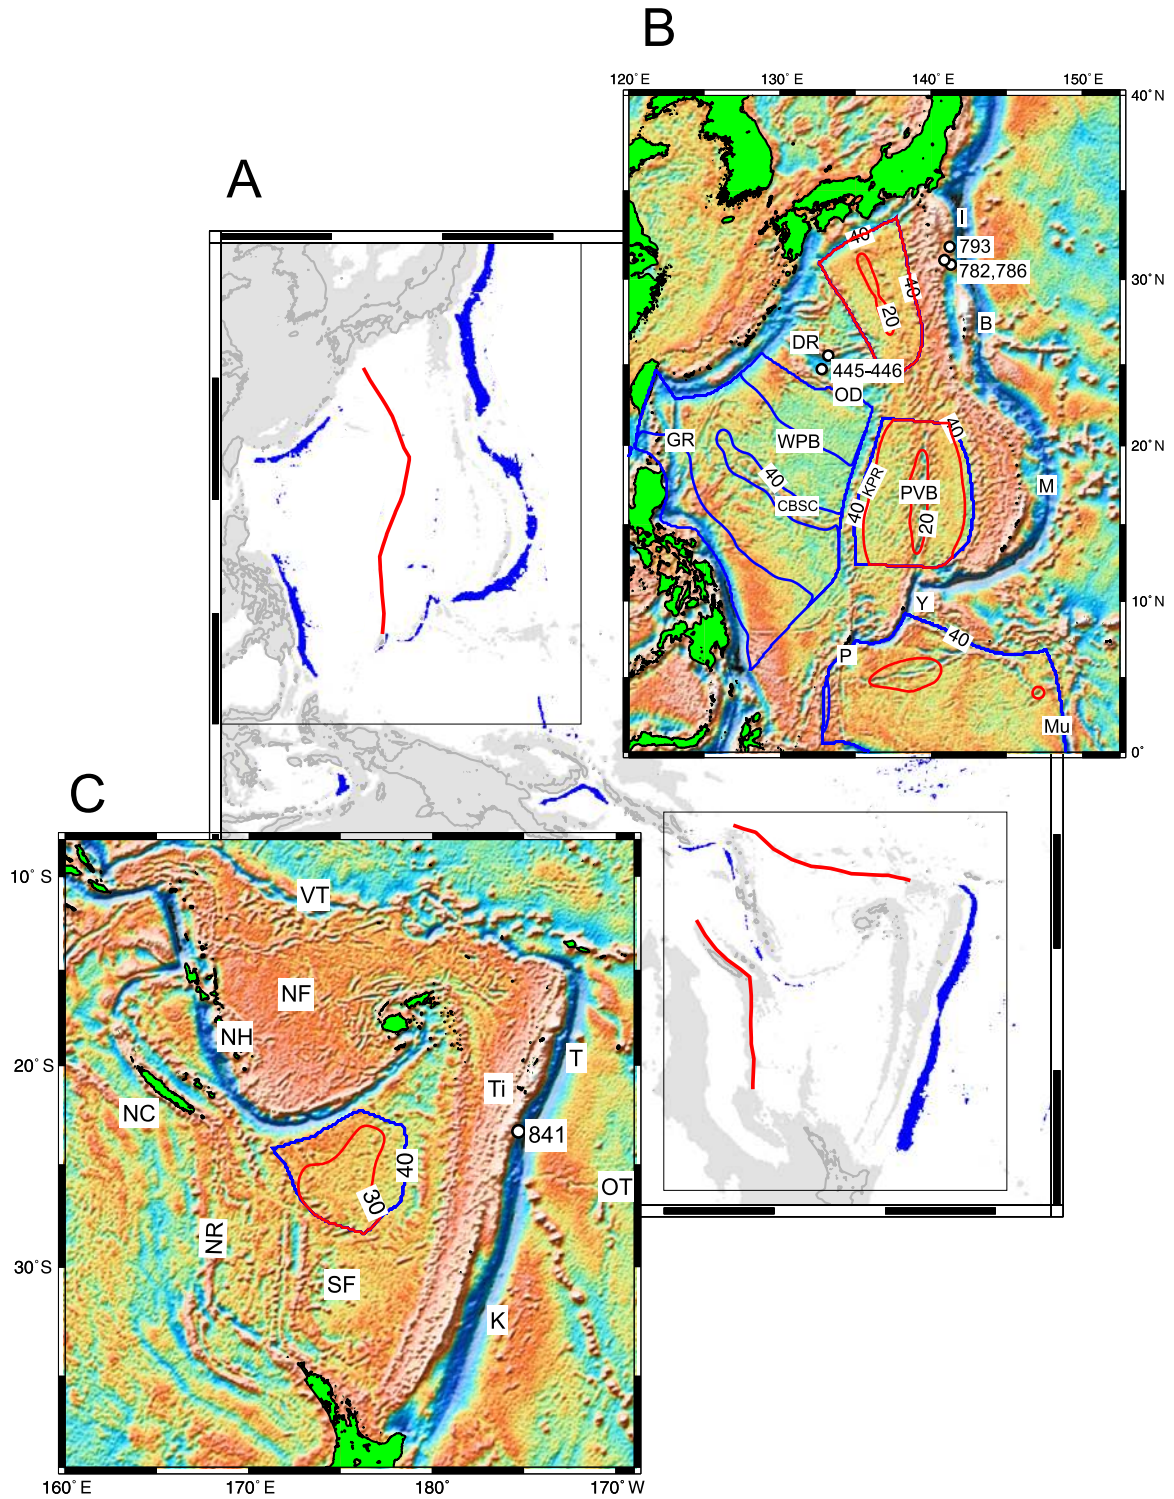 B
120° E
130° E
140° E
150° E
40° N
A
I
793
40
782,786
30° N
40
20
B
DR
445-446
OD
40
GR
WPB
20° N
40
KPR
PVB
M
CBSC
40
20
Y
10° N
40
P
Mu
0°
C
10° S
VT
NF
NH
T
20° S
Ti
NC
841
40
OT
30
NR
30° S
SF
K
160° E
170° E
180°
170° W